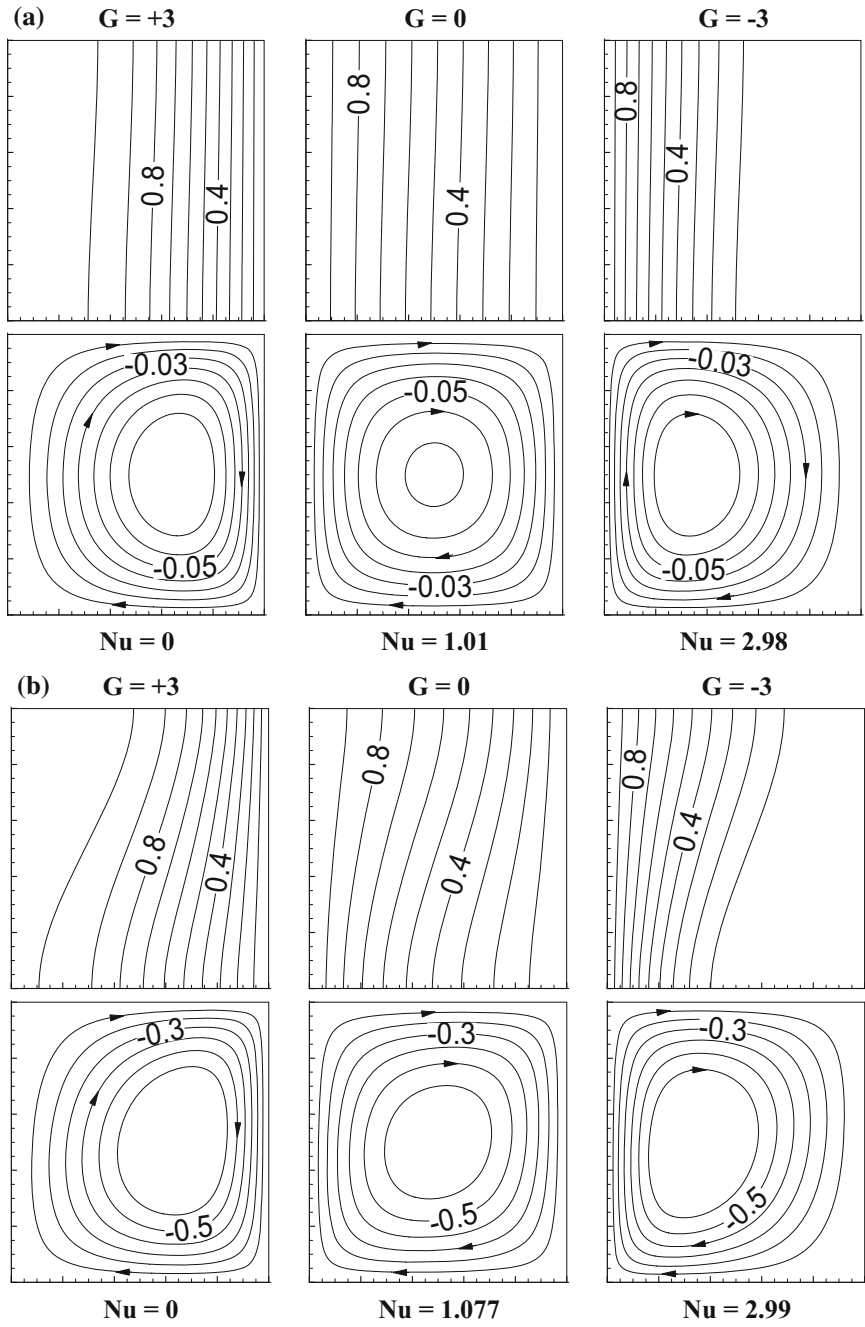 (a) G = +3 G = 0 G = -3
0.8 0.4 0.8 0.4 0.8 0.4
-0.03 -0.05 -0.03
-0.05 -0.03 -0.05
Nu = 0 Nu = 1.01 Nu = 2.98
(b) G = +3 G = 0 G = -3
0.8 0.4 0.8 0.4 0.8 0.4
-0.3 -0.3 -0.3
-0.5 -0.5 -0.5
Nu = 0 Nu = 1.077 Nu = 2.99